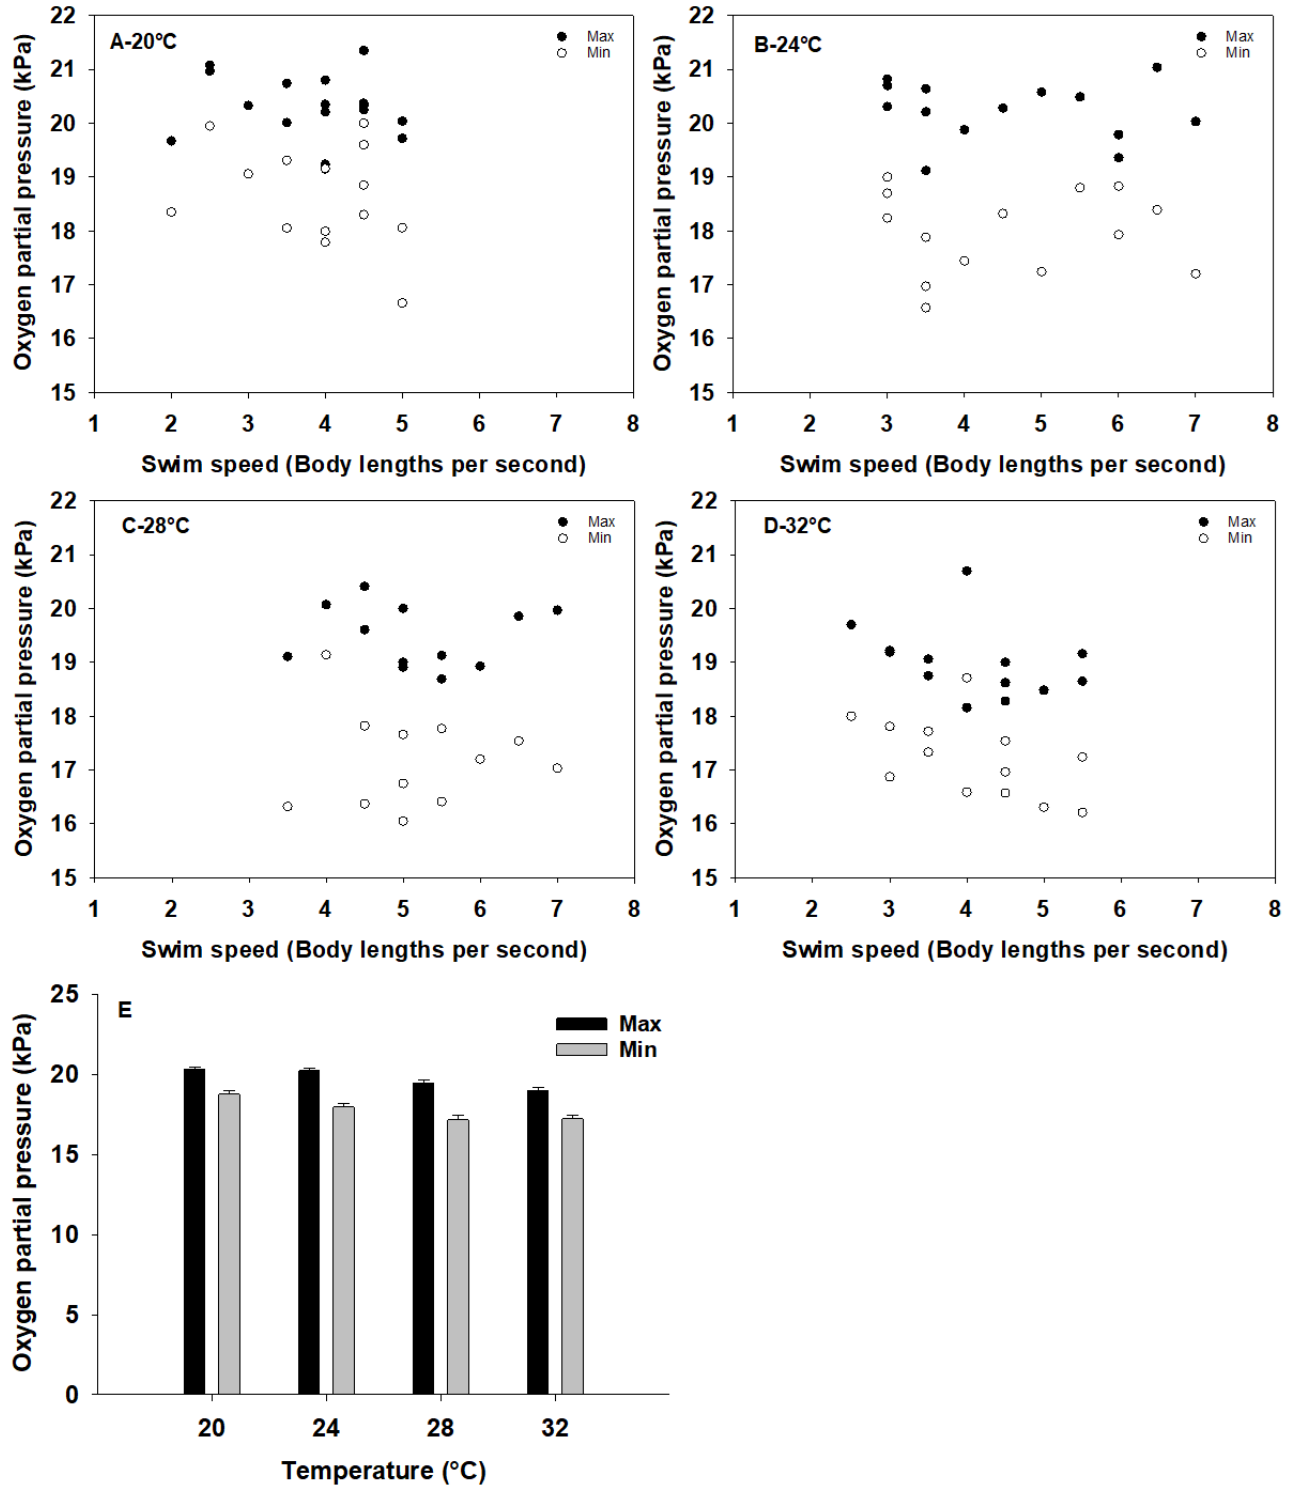 A-20°C
Max
Min
Oxygen partial pressure (kPa)
22
21
20
19
18
17
16
15
1 2 3 4 5 6 7 8
Swim speed (Body lengths per second)
B-24°C
Max
Min
Oxygen partial pressure (kPa)
22
21
20
19
18
17
16
15
1 2 3 4 5 6 7 8
Swim speed (Body lengths per second)
C-28°C
Max
Min
Oxygen partial pressure (kPa)
22
21
20
19
18
17
16
15
1 2 3 4 5 6 7 8
Swim speed (Body lengths per second)
D-32°C
Max
Min
Oxygen partial pressure (kPa)
22
21
20
19
18
17
16
15
1 2 3 4 5 6 7 8
Swim speed (Body lengths per second)
E
Max
Min
Oxygen partial pressure (kPa)
25
20
15
10
5
0
20 24 28 32
Temperature (°C)